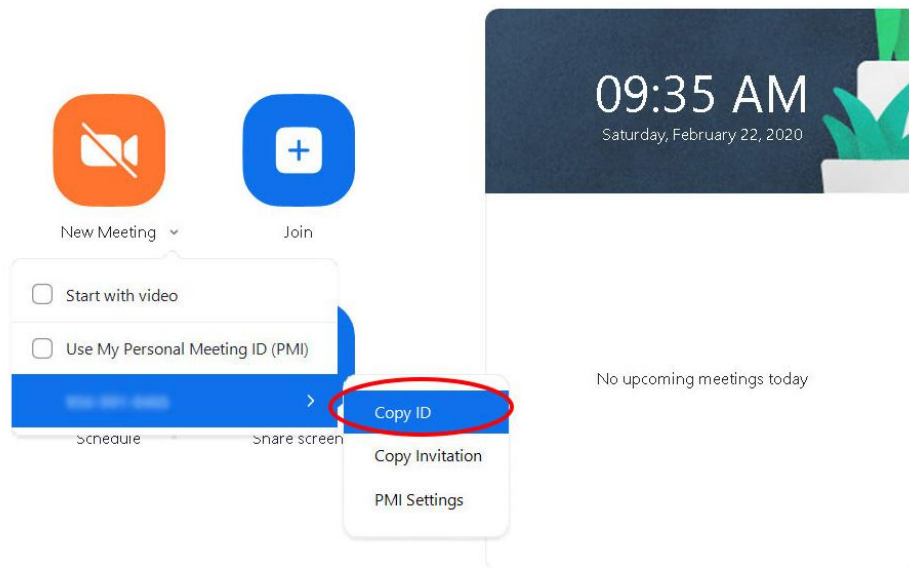 09:35 AM
Saturday, February 22, 2020
New Meeting
Join
Start with video
Use My Personal Meeting ID (PMI)
Schedule
Share screen
Copy ID
Copy Invitation
PMI Settings
No upcoming meetings today